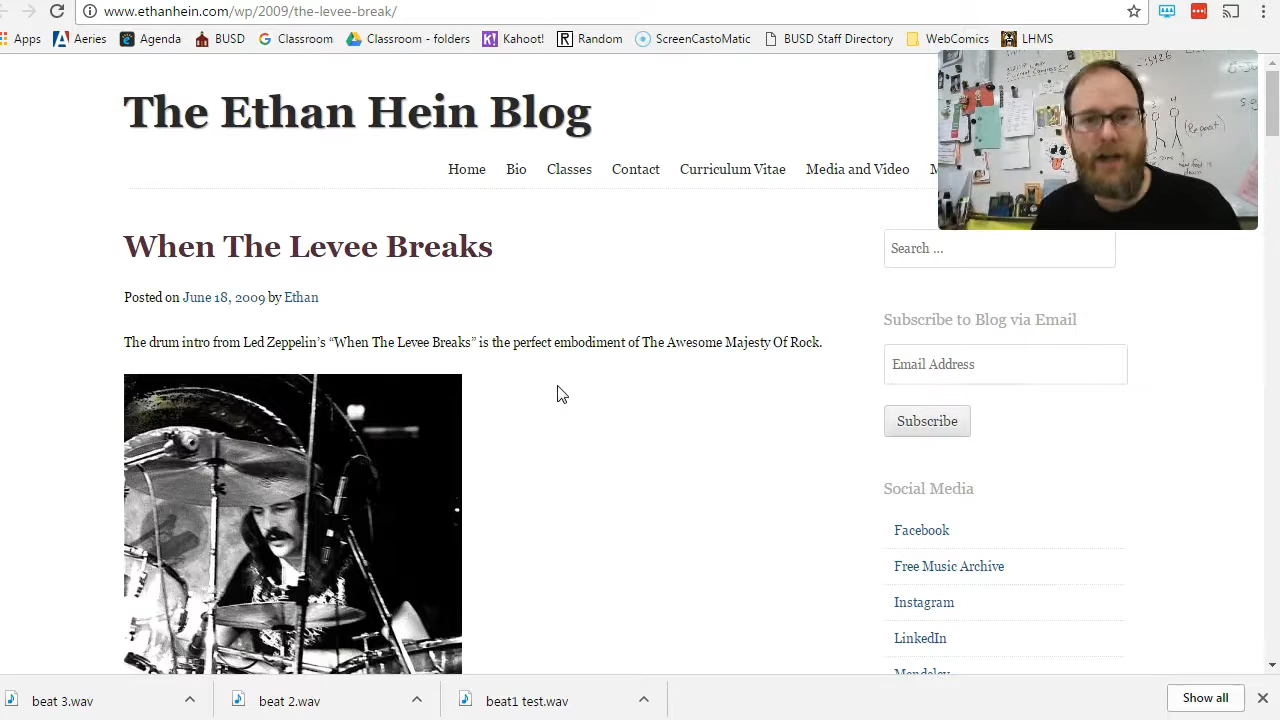 www.ethanhein.com/wp/2009/the-levee-break/
Apps Aeries Agenda BUSD Classroom Classroom - folders Kahoot! Random ScreenCastoMatic BUSD Staff Directory WebComics LHMS
The Ethan Hein Blog
Home Bio Classes Contact Curriculum Vitae Media and Video
When The Levee Breaks
Posted on June 18, 2009 by Ethan
The drum intro from Led Zeppelin's “When The Levee Breaks” is the perfect embodiment of The Awesome Majesty Of Rock.
(Repeat)
Search ...
Subscribe to Blog via Email
Email Address
Subscribe
Social Media
Facebook
Free Music Archive
Instagram
LinkedIn
Mendeley
beat 3.wav beat 2.wav beat1 test.wav Show all